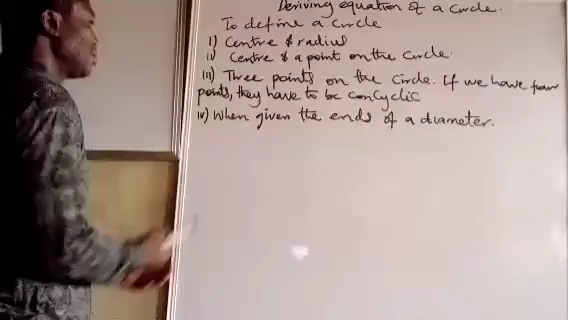 Deriving equation of a circle.
To define a circle
i) Centre & radius
ii) Centre & a point on the circle.
iii) Three points on the circle. If we have four
points, they have to be concyclic
iv) When given the ends of a diameter.